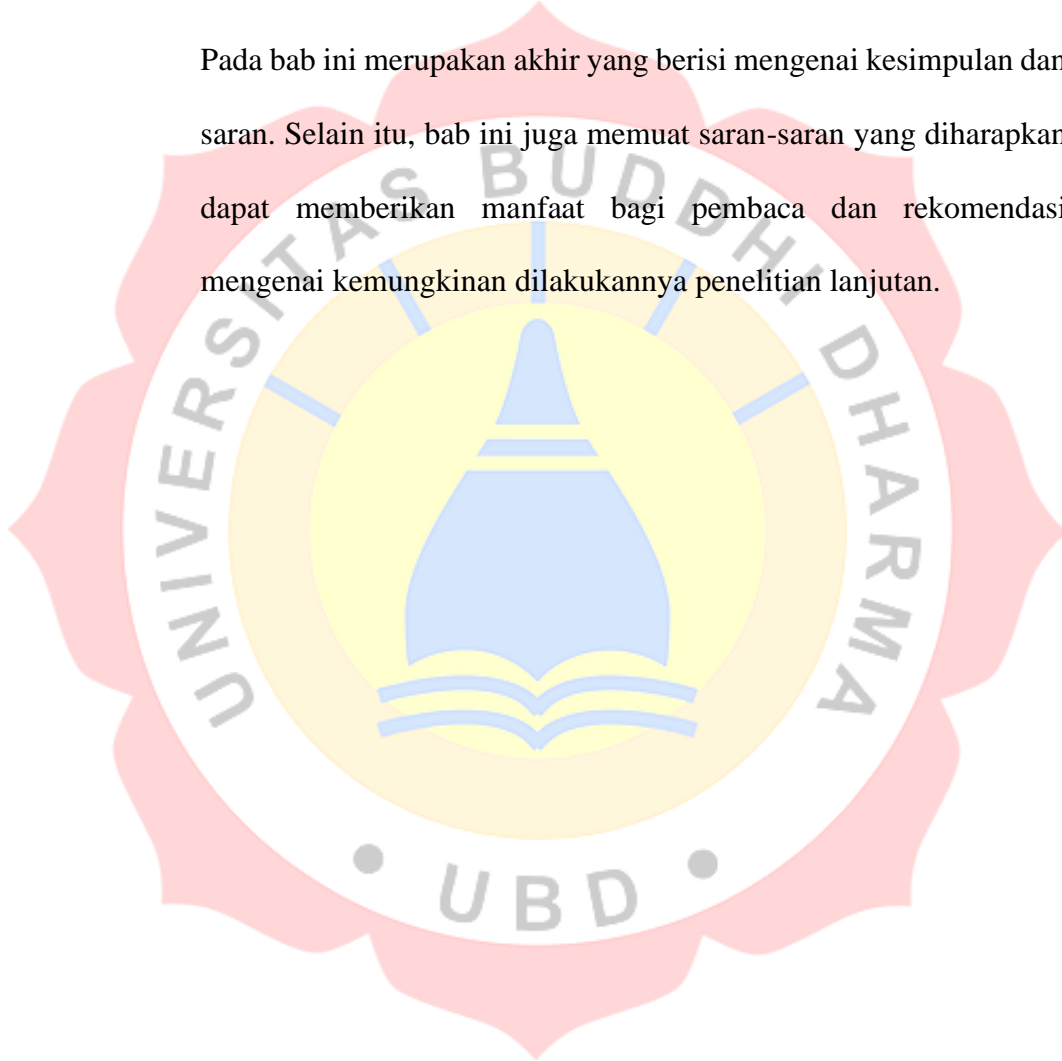 Pada bab ini merupakan akhir yang berisi mengenai kesimpulan dan
saran. Selain itu, bab ini juga memuat saran-saran yang diharapkan
dapat memberikan manfaat bagi pembaca dan rekomendasi
mengenai kemungkinan dilakukannya penelitian lanjutan.
UNIVERSITAS BUDDHI DHARMA
• UBD •